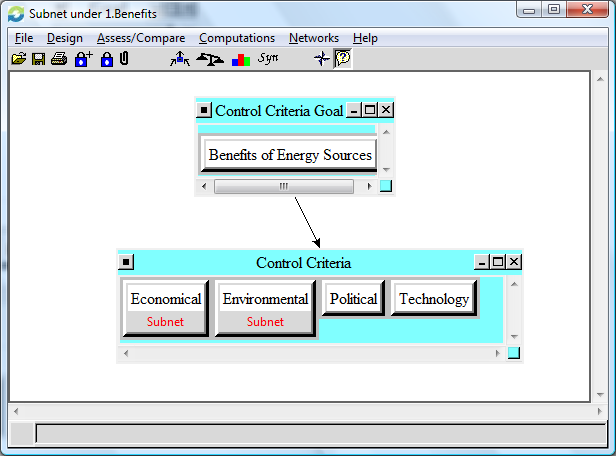 Subnet under 1.Benefits
File Design Assess/Compare Computations Networks Help
Syn
Control Criteria Goal
Benefits of Energy Sources
Control Criteria
Economical Environmental Political Technology
Subnet Subnet